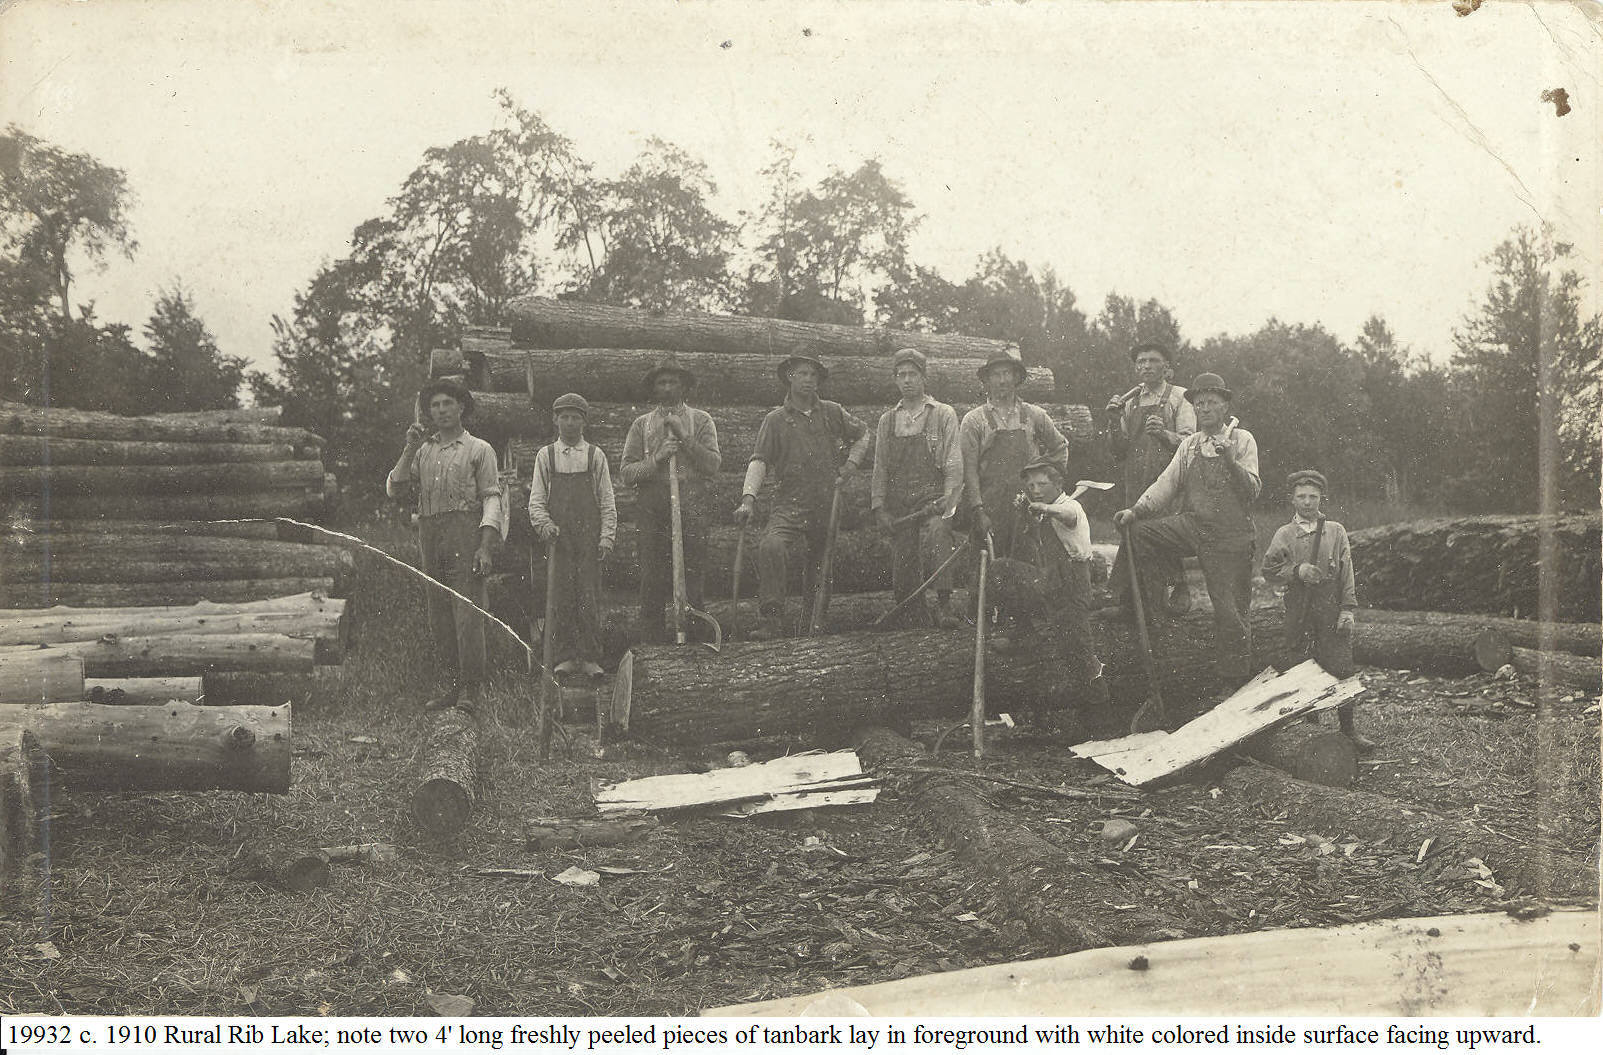 19932 c. 1910 Rural Rib Lake; note two 4' long freshly peeled pieces of tanbark lay in foreground with white colored inside surface facing upward.